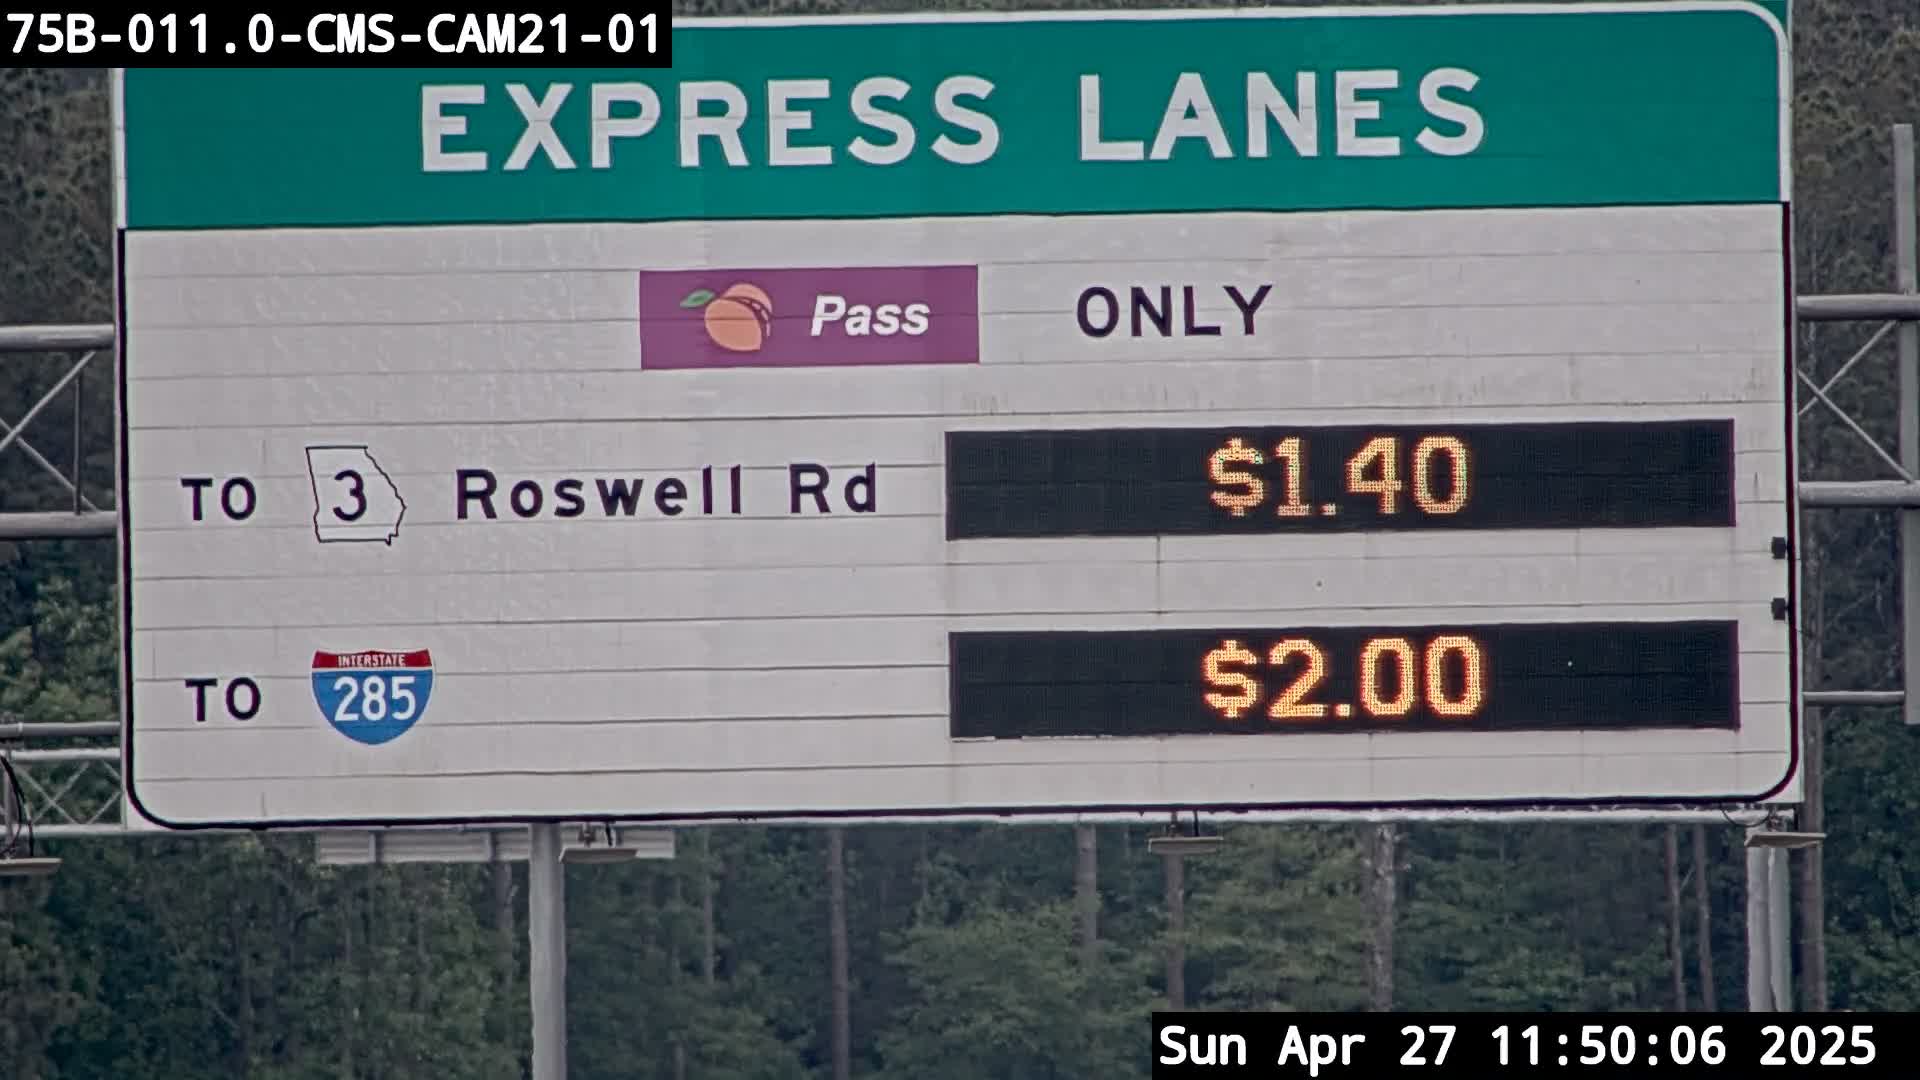 75B-011.0-CMS-CAM21-01
EXPRESS LANES
Pass ONLY
TO 3 Roswell Rd $1.40
INTERSTATE
TO 285 $2.00
Sun Apr 27 11:50:06 2025